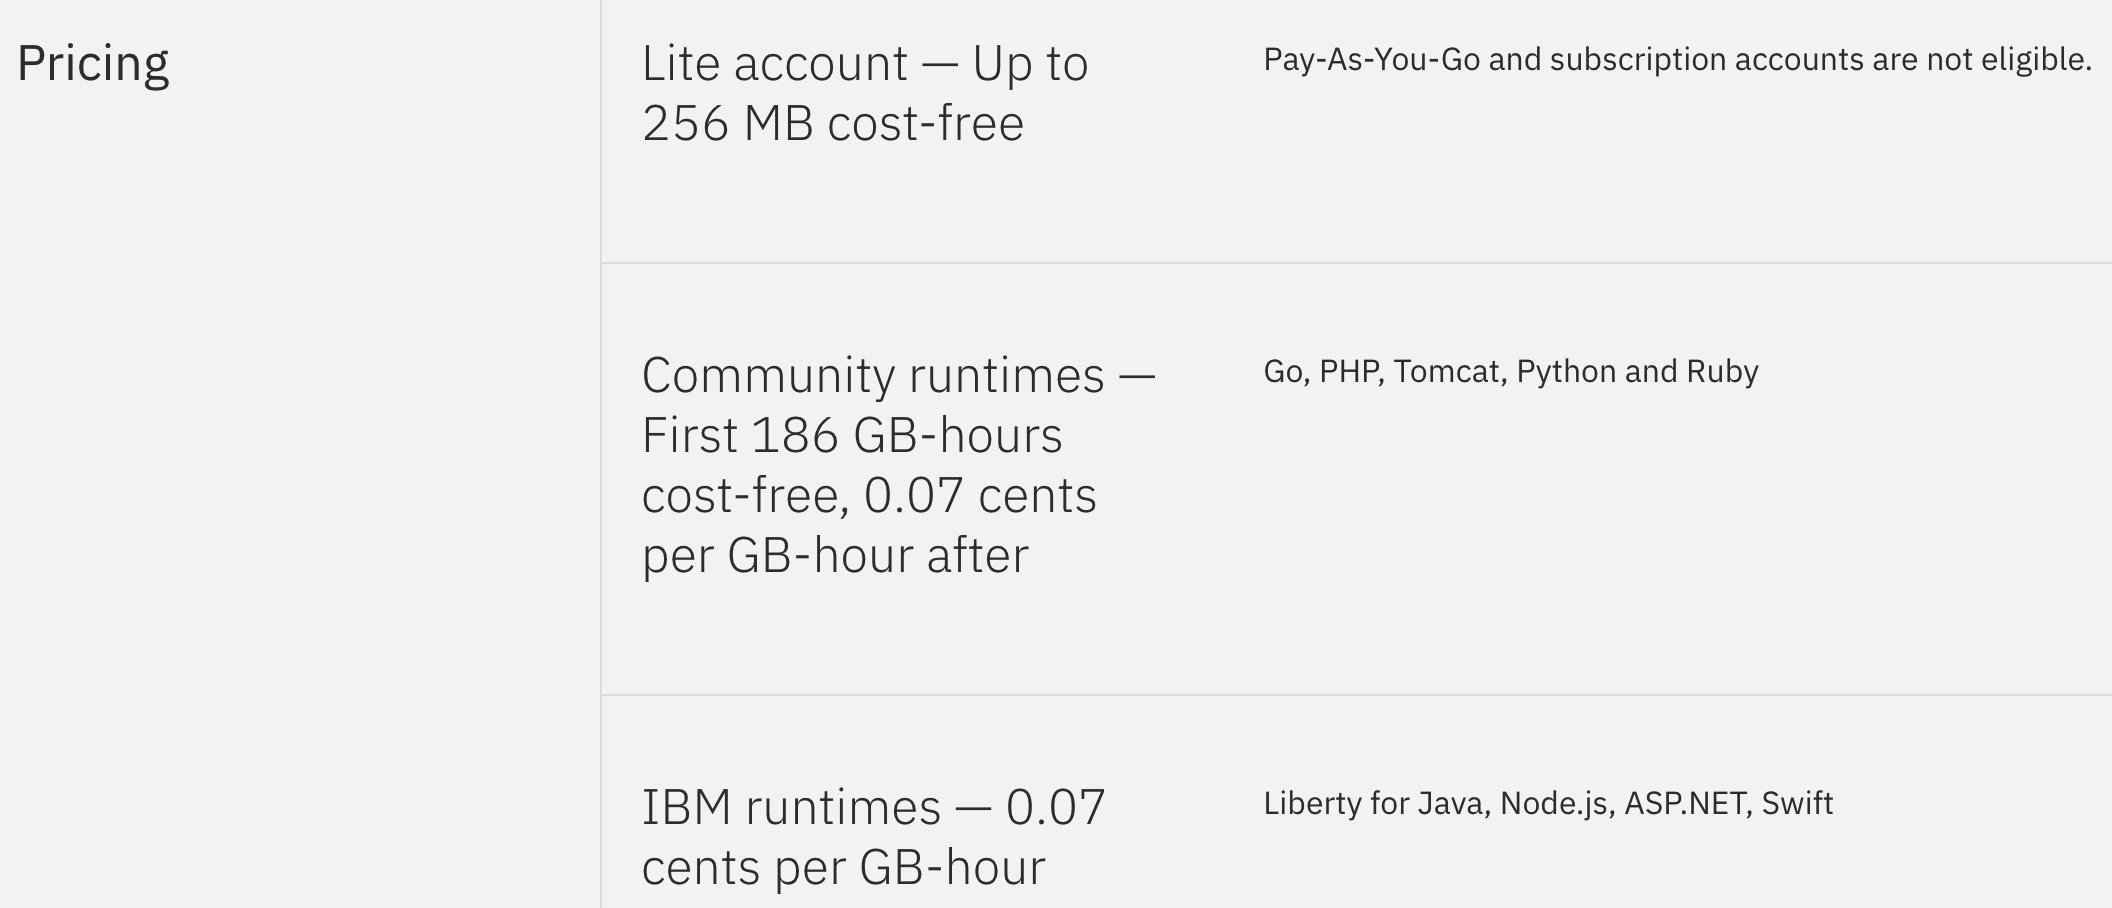 Pricing
Lite account — Up to
256 MB cost-free
Pay-As-You-Go and subscription accounts are not eligible.
Community runtimes —
First 186 GB-hours
cost-free, 0.07 cents
per GB-hour after
Go, PHP, Tomcat, Python and Ruby
IBM runtimes — 0.07
cents per GB-hour
Liberty for Java, Node.js, ASP.NET, Swift